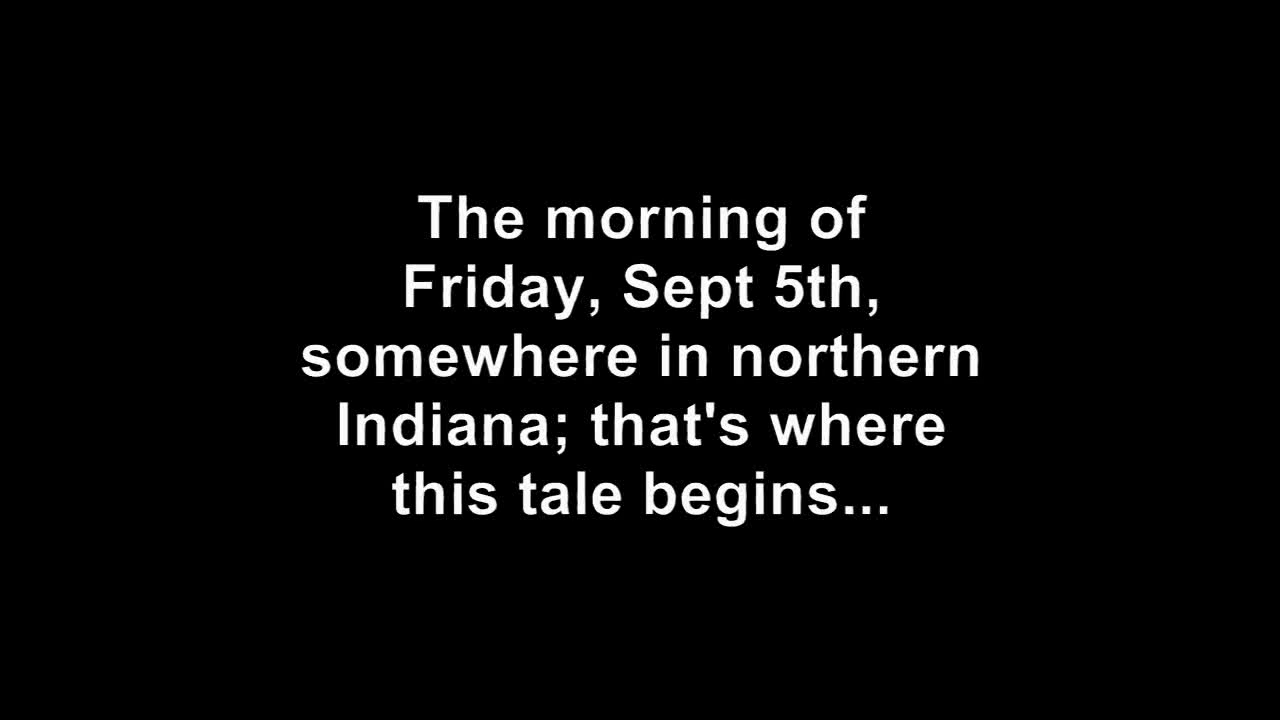 The morning of
Friday, Sept 5th,
somewhere in northern
Indiana; that's where
this tale begins...